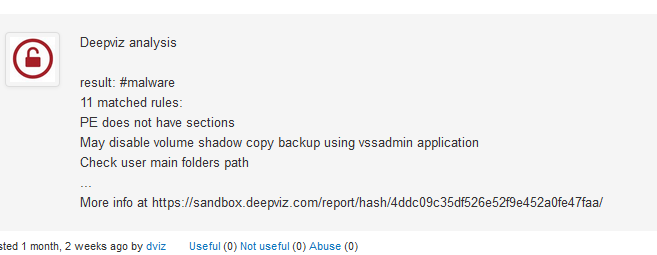 Deepviz analysis
result: #malware
11 matched rules:
PE does not have sections
May disable volume shadow copy backup using vssadmin application
Check user main folders path
...
More info at https://sandbox.deepviz.com/report/hash/4ddc09c35df526e52f9e452a0fe47faa/
sted 1 month, 2 weeks ago by dviz Useful (0) Not useful (0) Abuse (0)